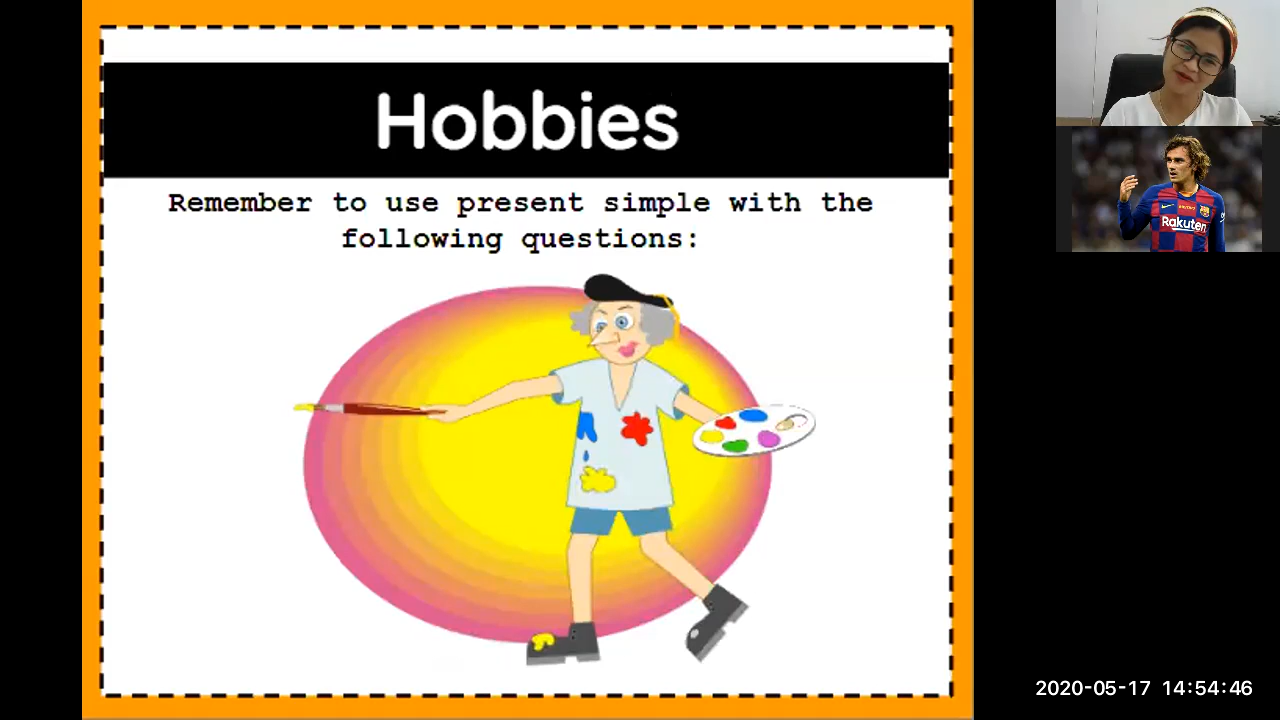 Hobbies
Remember to use present simple with the
following questions:
Rakuten
2020-05-17 14:54:46